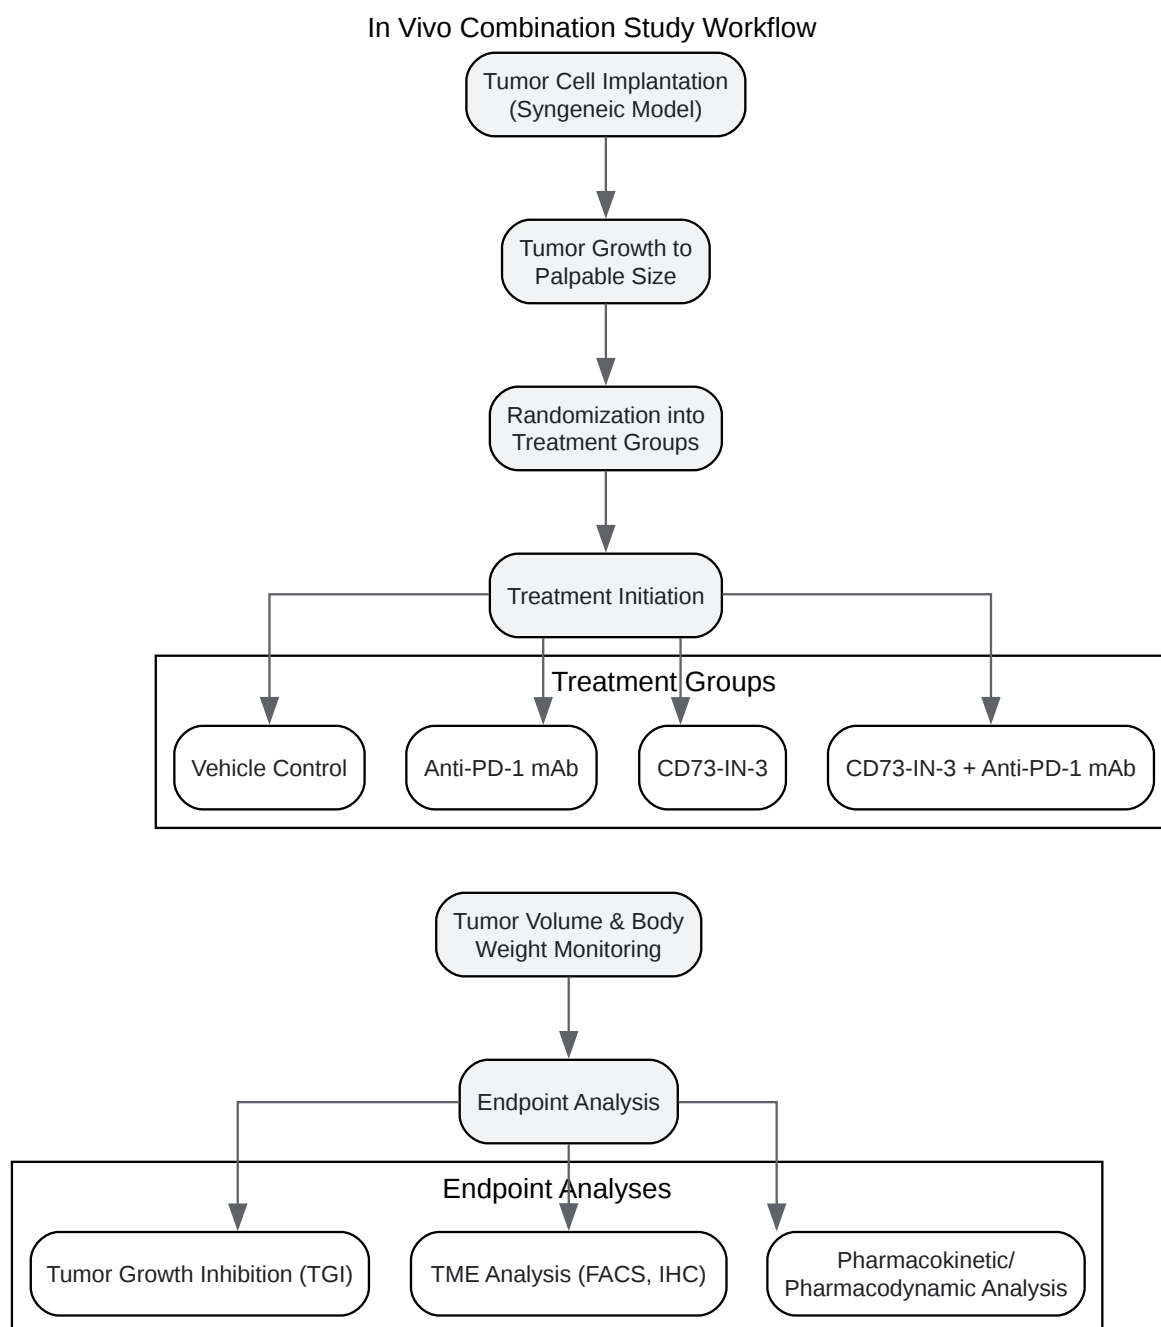 In Vivo Combination Study Workflow
Tumor Cell Implantation
(Syngeneic Model)
Tumor Growth to
Palpable Size
Randomization into
Treatment Groups
Treatment Initiation
Treatment Groups
Vehicle Control
Anti-PD-1 mAb
CD73-IN-3
CD73-IN-3 + Anti-PD-1 mAb
Tumor Volume & Body
Weight Monitoring
Endpoint Analysis
Endpoint Analyses
Tumor Growth Inhibition (TGI)
TME Analysis (FACS, IHC)
Pharmacokinetic/
Pharmacodynamic Analysis